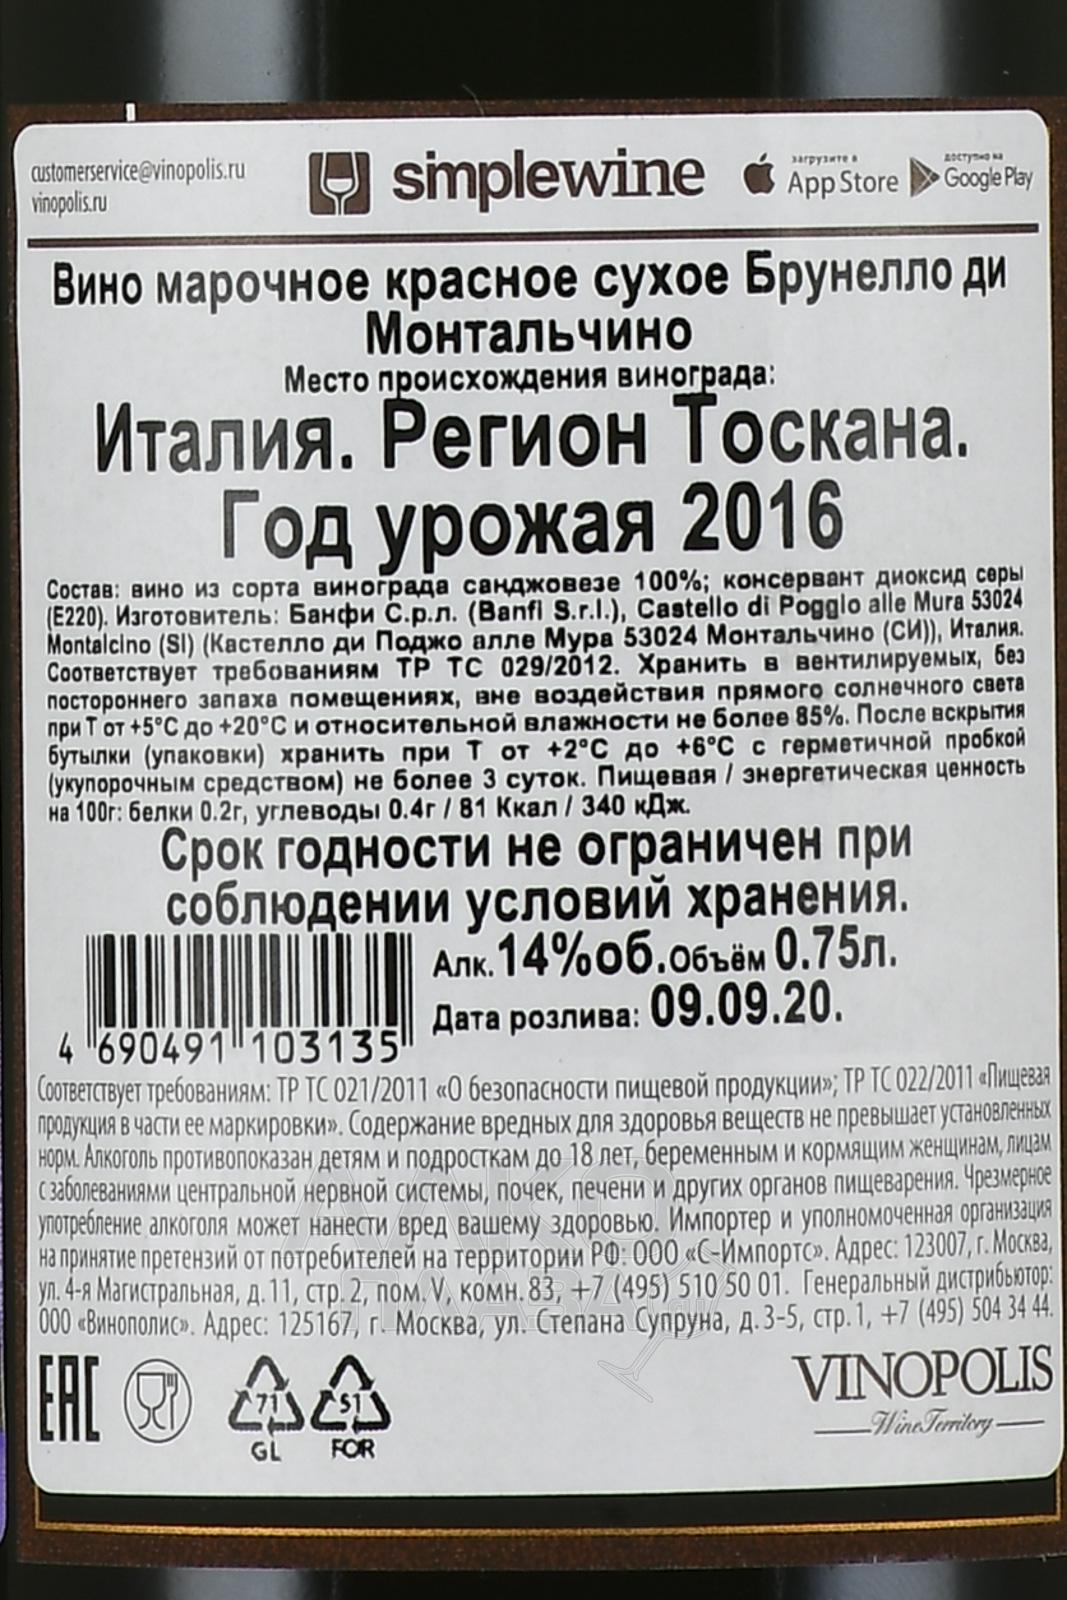 customerservice@vinopolis.ru
vinopolis.ru
simplewine
загрузите в
App Store
доступно на
Google Play
Вино марочное красное сухое Брунелло ди
Монтальчино
Место происхождения винограда:
Италия. Регион Тоскана.
Год урожая 2016
Состав: вино из сорта винограда санджовезе 100%; консервант диоксид серы
(Е220). Изготовитель: Банфи С.р.л. (Banfi S.r.l.), Castello di Poggio alle Mura 53024
Montalcino (SI) (Кастелло ди Поджо алле Мура 53024 Монтальчино (СИ)), Италия.
Соответствует требованиям ТР ТС 029/2012. Хранить в вентилируемых, без
постороннего запаха помещениях, вне воздействия прямого солнечного света
при Т от +5°С до +20°С и относительной влажности не более 85%. После вскрытия
бутылки (упаковки) хранить при Т от +2°С до +6°С с герметичной пробкой
(укупорочным средством) не более 3 суток. Пищевая / энергетическая ценность
на 100г: белки 0.2г, углеводы 0.4г / 81 Ккал / 340 кДж.
Срок годности не ограничен при
соблюдении условий хранения.
Алк. 14%об. Объём 0.75л.
Дата розлива: 09.09.20.
4 690491 103135
Соответствует требованиям: ТР ТС 021/2011 «О безопасности пищевой продукции»; ТР ТС 022/2011 «Пищевая
продукция в части ее маркировки». Содержание вредных для здоровья веществ не превышает установленных
норм. Алкоголь противопоказан детям и подросткам до 18 лет, беременным и кормящим женщинам, лицам
с заболеваниями центральной нервной системы, почек, печени и других органов пищеварения. Чрезмерное
употребление алкоголя может нанести вред вашему здоровью. Импортер и уполномоченная организация
на принятие претензий от потребителей на территории РФ: ООО «С-Импортс». Адрес: 123007, г. Москва,
ул. 4-я Магистральная, д. 11, стр. 2, пом. V, комн. 83, +7 (495) 510 50 01. Генеральный дистрибьютор:
ООО «Винополис». Адрес: 125167, г. Москва, ул. Степана Супруна, д. 3-5, стр. 1, +7 (495) 504 34 44.
EAC
71
GL
51
FOR
VINOPOLIS
Wine Territory
АЛКО
ПЛАЗА.ru